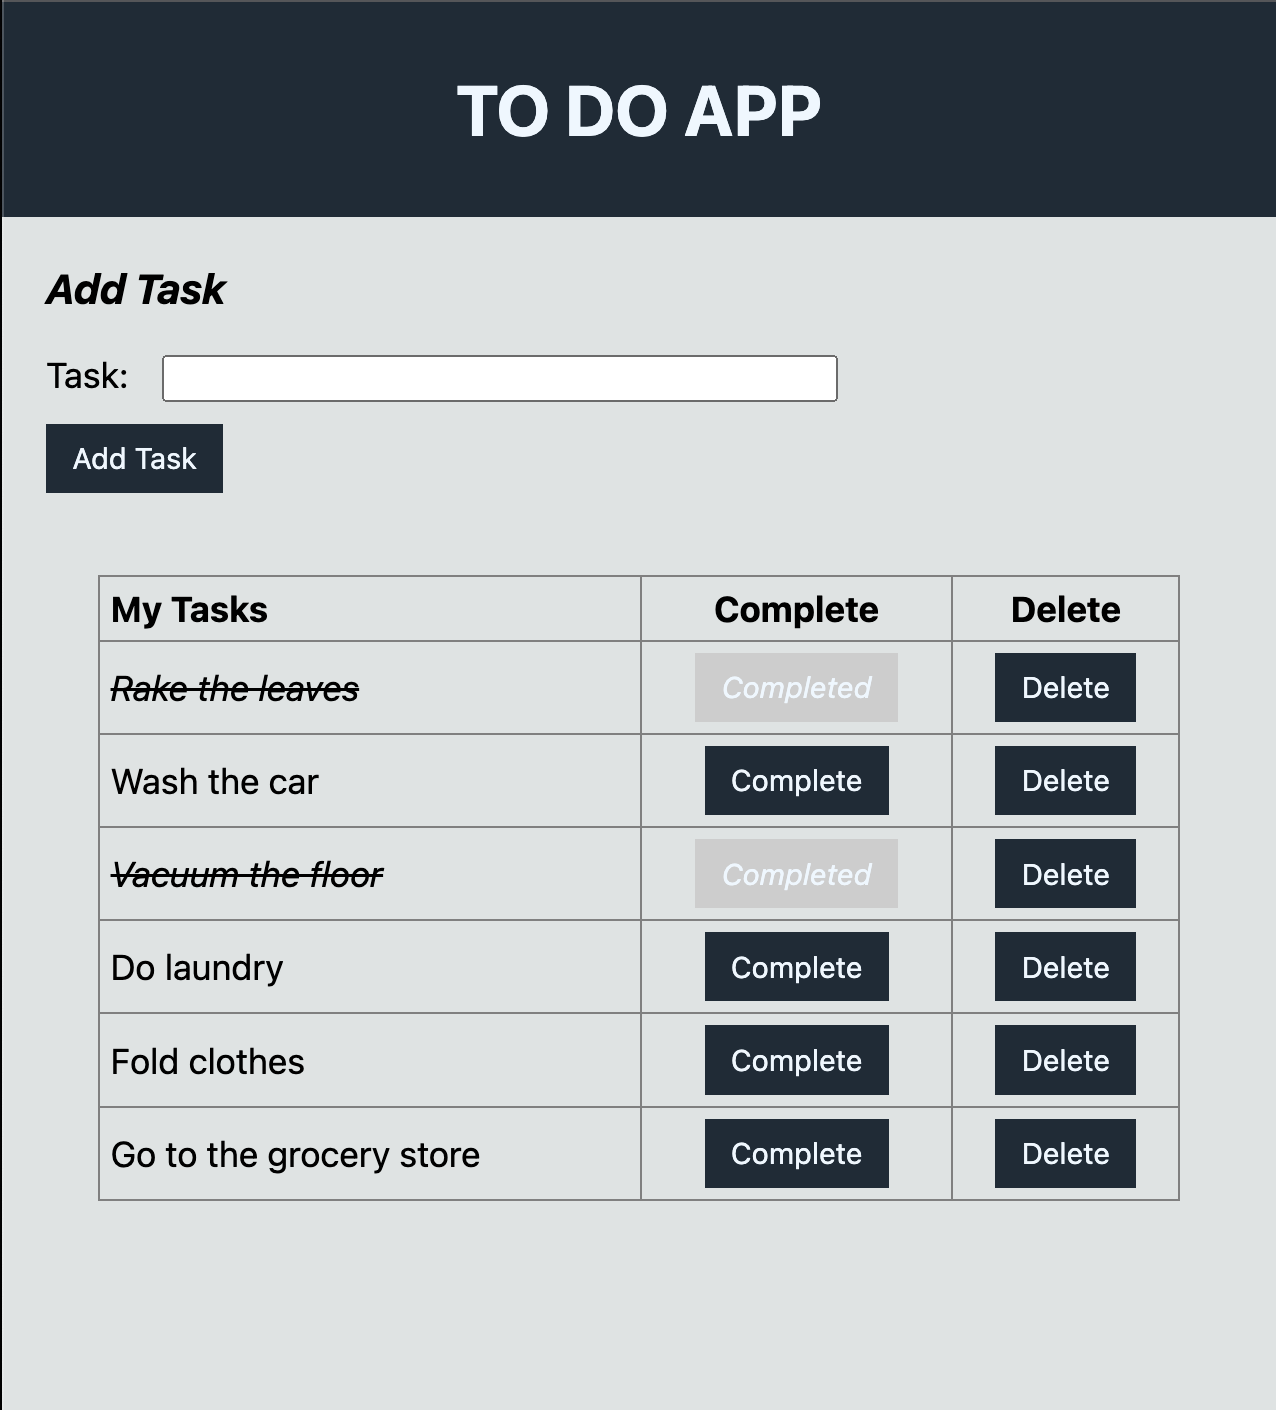 TO DO APP
Add Task
Task:
Add Task
My Tasks Complete Delete
Rake the leaves Completed Delete
Wash the car Complete Delete
Vacuum the floor Completed Delete
Do laundry Complete Delete
Fold clothes Complete Delete
Go to the grocery store Complete Delete